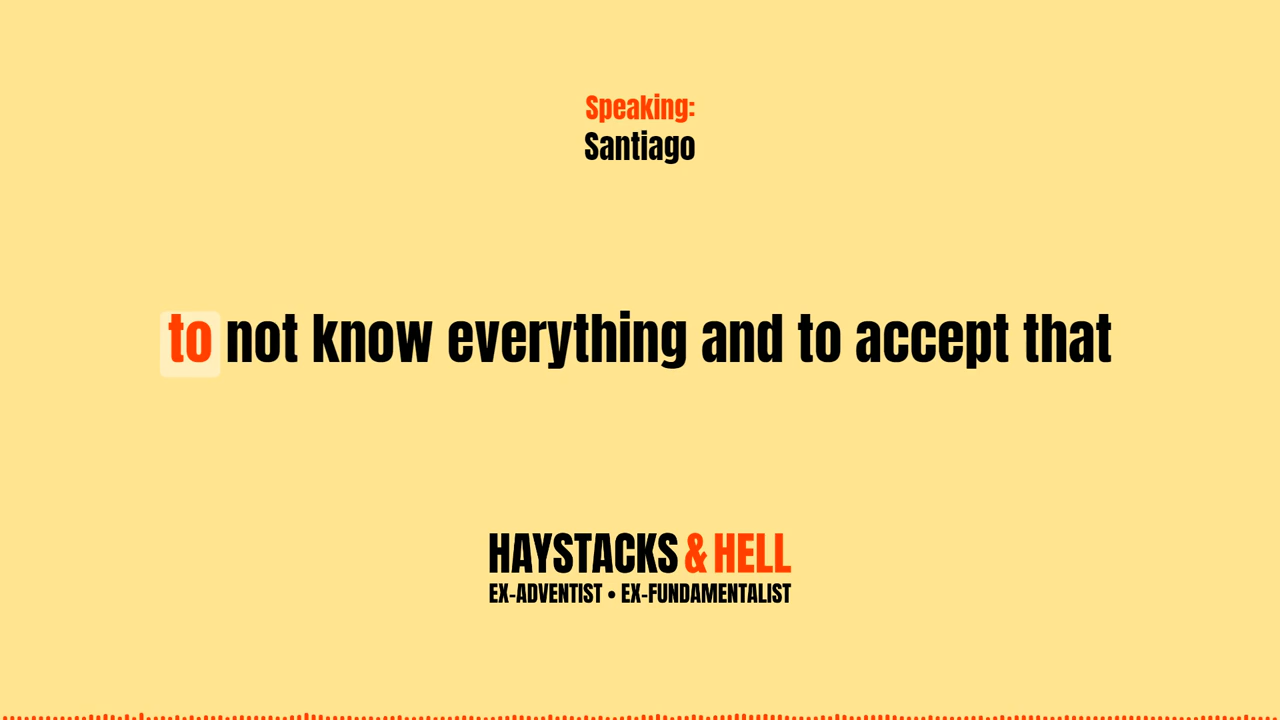 Speaking:
Santiago
to not know everything and to accept that
HAYSTACKS & HELL
EX-ADVENTIST • EX-FUNDAMENTALIST